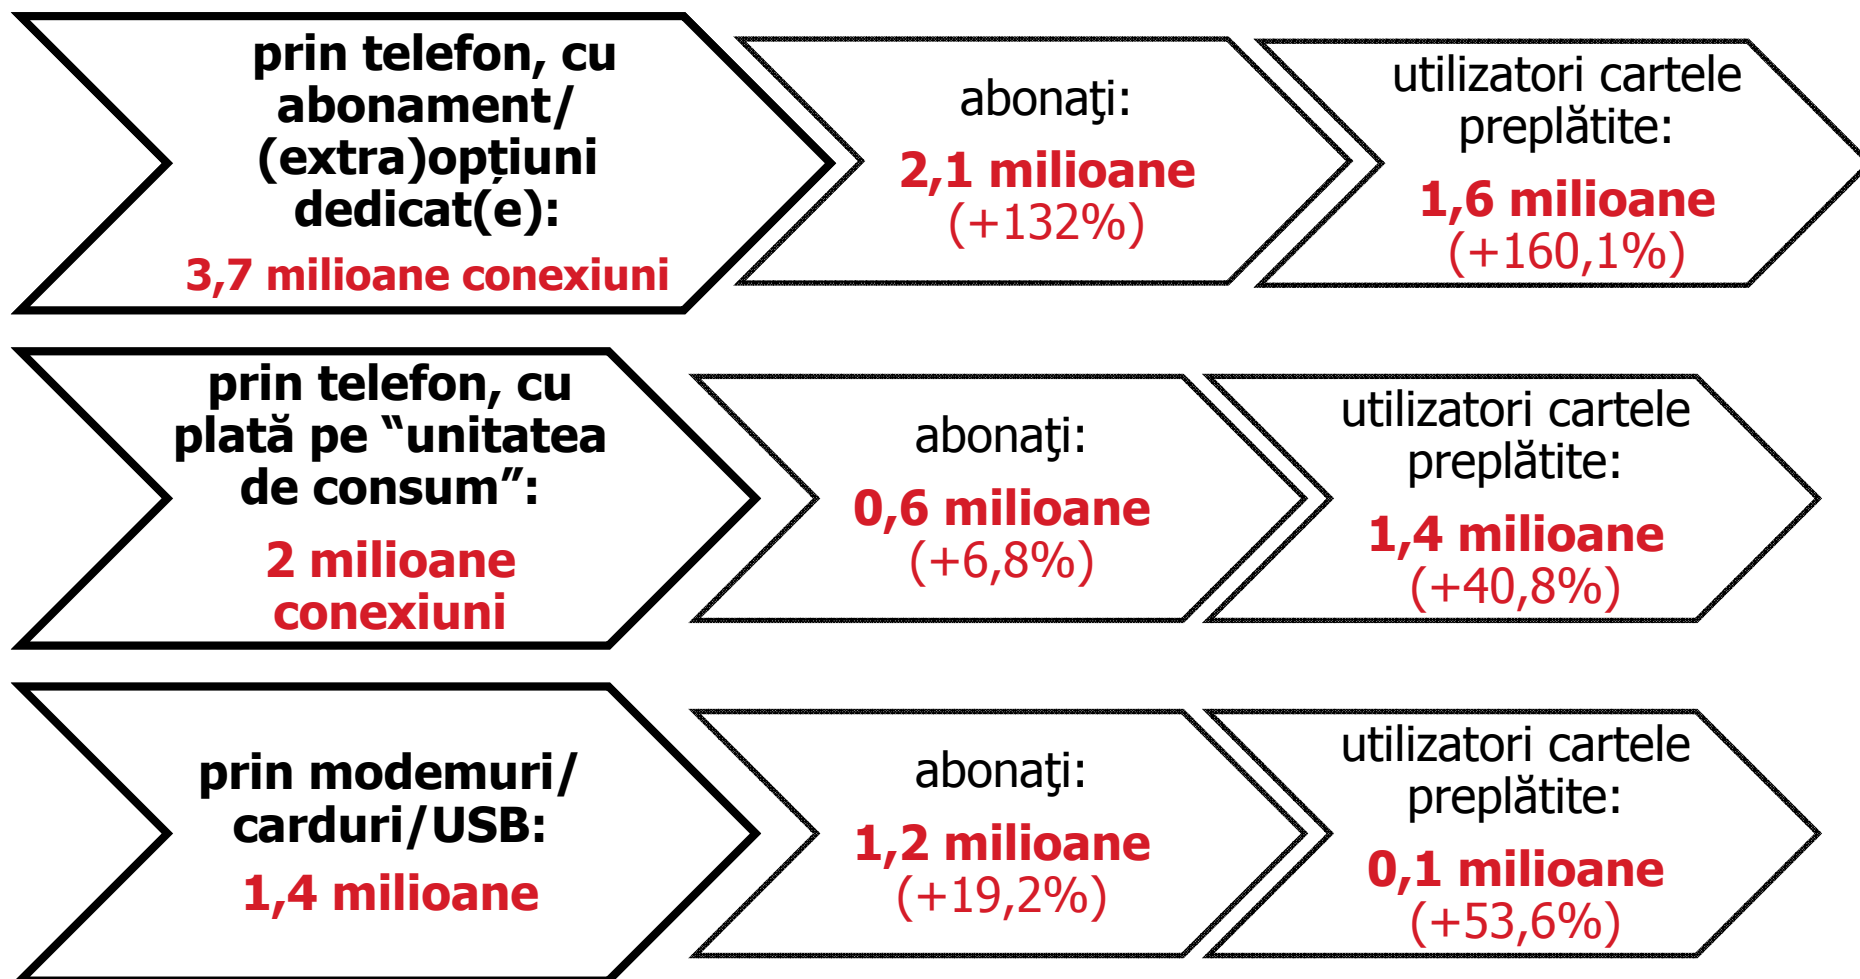 prin telefon, cu
abonament/
(extra)opțiuni
dedicat(e):
3,7 milioane conexiuni
abonaţi:
2,1 milioane
(+132%)
utilizatori cartele
preplătite:
1,6 milioane
(+160,1%)
prin telefon, cu
plată pe “unitatea
de consum”:
2 milioane
conexiuni
abonaţi:
0,6 milioane
(+6,8%)
utilizatori cartele
preplătite:
1,4 milioane
(+40,8%)
prin modemuri/
carduri/USB:
1,4 milioane
abonaţi:
1,2 milioane
(+19,2%)
utilizatori cartele
preplătite:
0,1 milioane
(+53,6%)